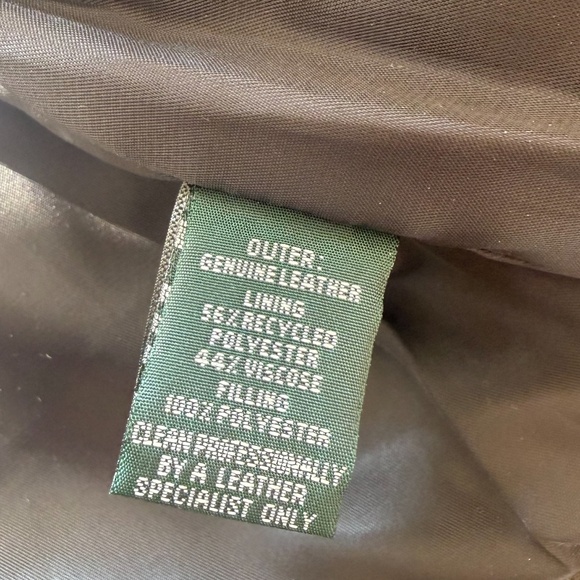 OUTER:
GENUINE LEATHER
LINING
56% RECYCLED
POLYESTER
44% VISCOSE
FILLING
100% POLYESTER
CLEAN PROFESSIONALLY
BY A LEATHER
SPECIALIST ONLY